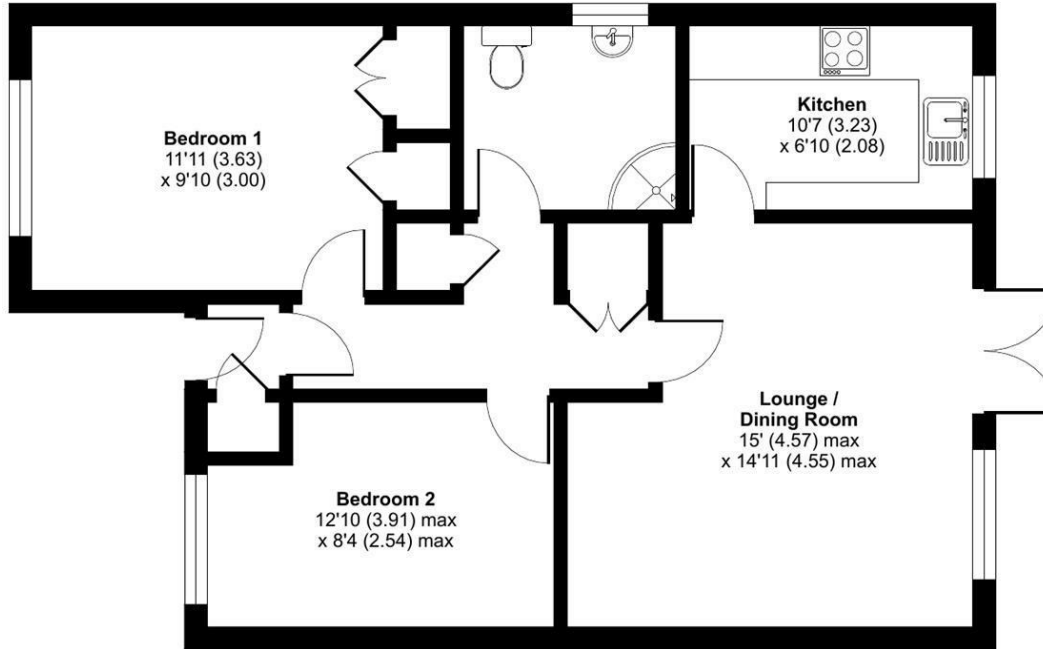 Bedroom 1
11'11 (3.63)
x 9'10 (3.00)
Kitchen
10'7 (3.23)
x 6'10 (2.08)
Lounge /
Dining Room
15' (4.57) max
x 14'11 (4.55) max
Bedroom 2
12'10 (3.91) max
x 8'4 (2.54) max